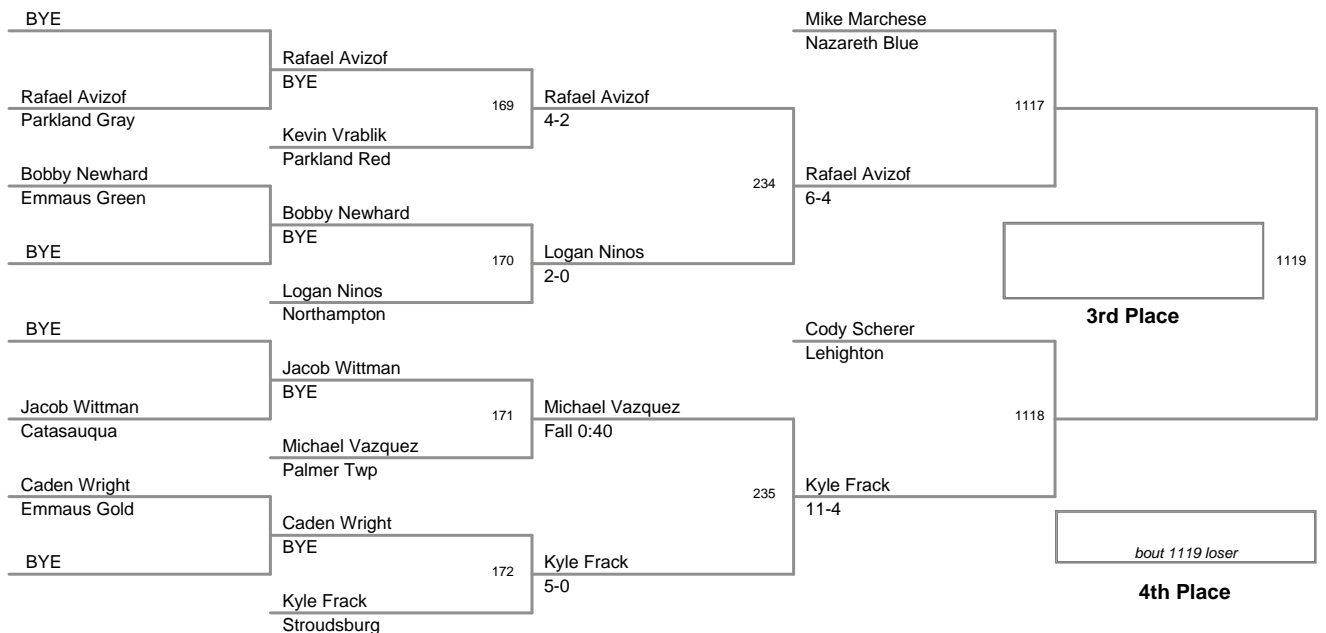 BYE
Rafael Avizof
Parkland Gray
Bobby Newhard
Emmaus Green
BYE
BYE
Jacob Wittman
Catasauqua
Caden Wright
Emmaus Gold
BYE
Rafael Avizof
BYE
169
Kevin Vrablik
Parkland Red
Bobby Newhard
BYE
170
Logan Ninos
Northampton
Jacob Wittman
BYE
171
Michael Vazquez
Palmer Twp
Caden Wright
BYE
172
Kyle Frack
Stroudsburg
Rafael Avizof
4-2
234
Logan Ninos
2-0
Michael Vazquez
Fall 0:40
235
Kyle Frack
5-0
Mike Marchese
Nazareth Blue
1117
Rafael Avizof
6-4
Cody Scherer
Lehighton
1118
Kyle Frack
11-4
1119
3rd Place
bout 1119 loser
4th Place